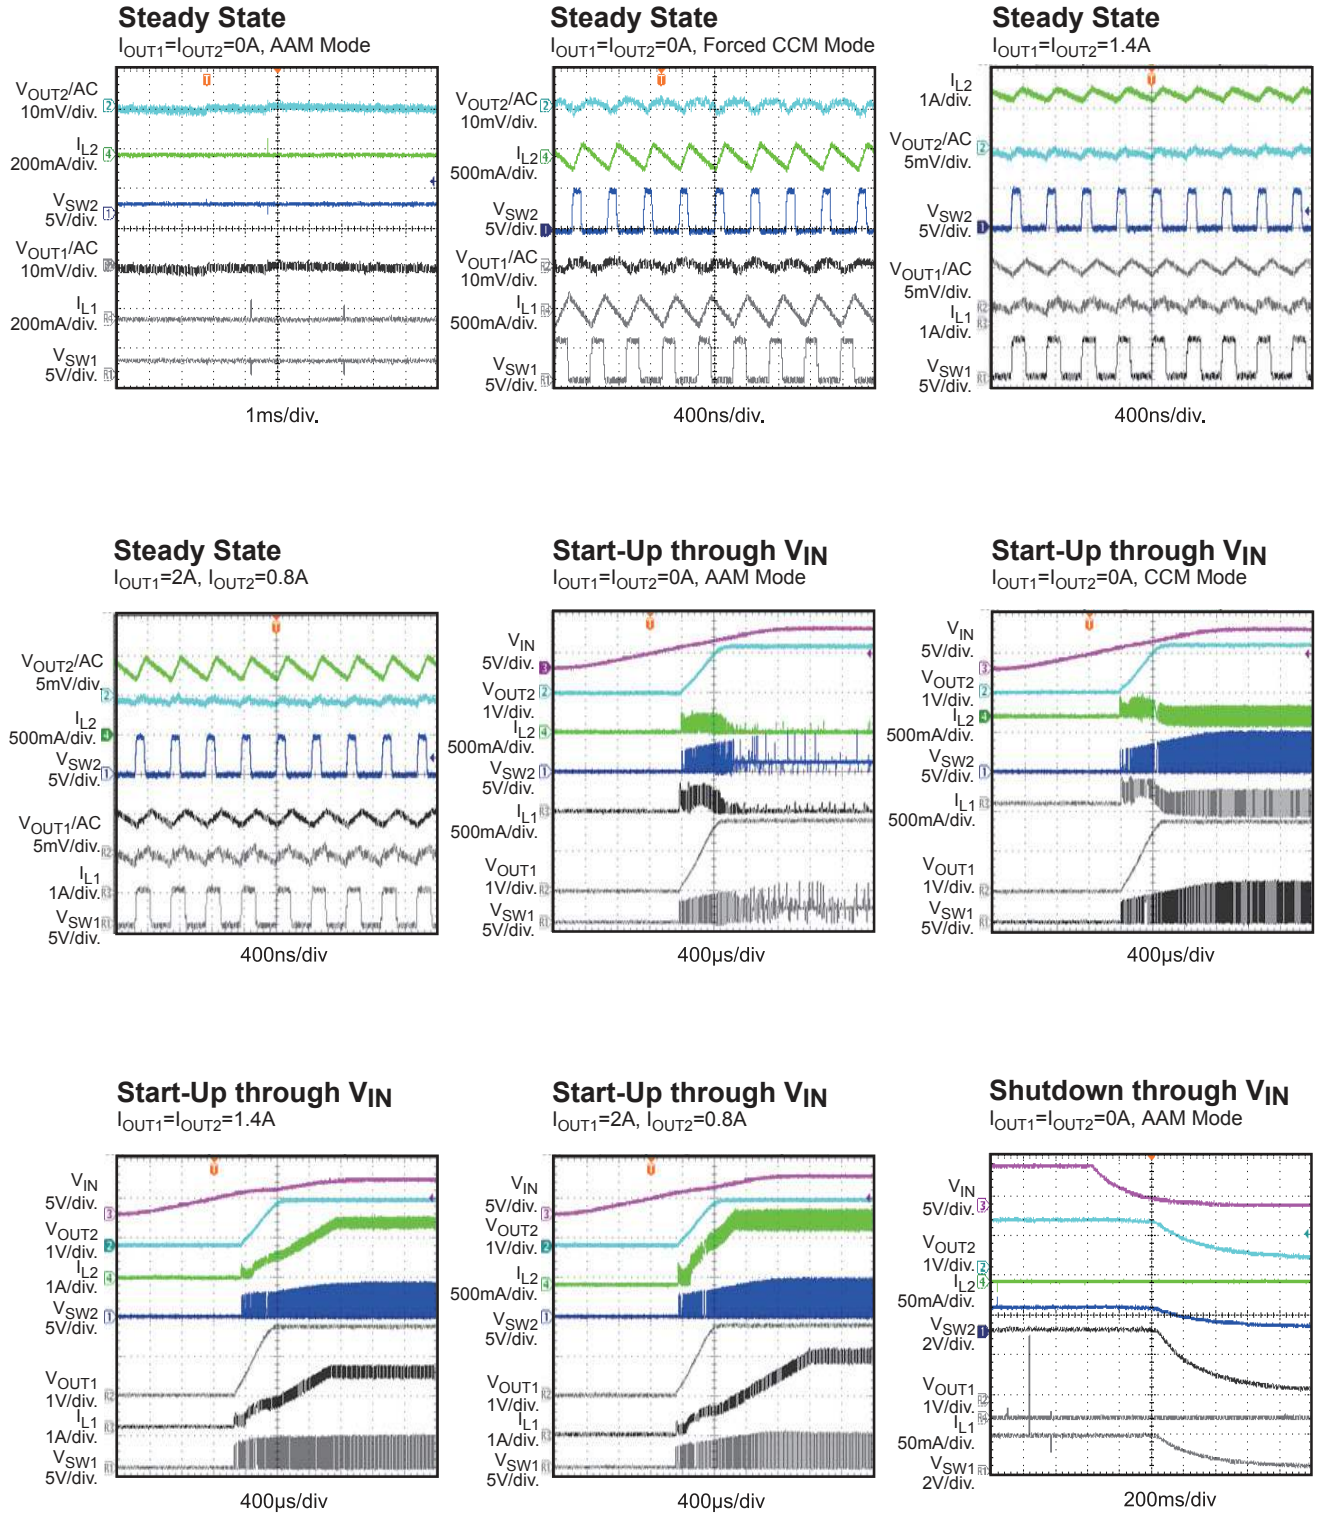 Steady State
IOUT1=IOUT2=0A, AAM Mode
VOUT2/AC
10mV/div.
IL2
200mA/div.
VSW2
5V/div.
VOUT1/AC
10mV/div.
IL1
200mA/div.
VSW1
5V/div.
1ms/div.
Steady State
IOUT1=IOUT2=0A, Forced CCM Mode
VOUT2/AC
10mV/div.
IL2
500mA/div.
VSW2
5V/div.
VOUT1/AC
10mV/div.
IL1
500mA/div.
VSW1
5V/div.
400ns/div.
Steady State
IOUT1=IOUT2=1.4A
IL2
1A/div.
VOUT2/AC
5mV/div.
VSW2
5V/div.
VOUT1/AC
5mV/div.
IL1
1A/div.
VSW1
5V/div.
400ns/div.
Steady State
IOUT1=2A, IOUT2=0.8A
VOUT2/AC
5mV/div.
IL2
500mA/div.
VSW2
5V/div.
VOUT1/AC
5mV/div.
IL1
1A/div.
VSW1
5V/div.
400ns/div
Start-Up through VIN
IOUT1=IOUT2=0A, AAM Mode
VIN
5V/div.
VOUT2
1V/div.
IL2
500mA/div.
VSW2
5V/div.
IL1
500mA/div.
VOUT1
1V/div.
VSW1
5V/div.
400µs/div
Start-Up through VIN
IOUT1=IOUT2=0A, CCM Mode
VIN
5V/div.
VOUT2
1V/div.
IL2
500mA/div.
VSW2
5V/div.
IL1
500mA/div.
VOUT1
1V/div.
VSW1
5V/div.
400µs/div
Start-Up through VIN
IOUT1=IOUT2=1.4A
VIN
5V/div.
VOUT2
1V/div.
IL2
1A/div.
VSW2
5V/div.
VOUT1
1V/div.
IL1
1A/div.
VSW1
5V/div.
400µs/div
Start-Up through VIN
IOUT1=2A, IOUT2=0.8A
VIN
5V/div.
VOUT2
1V/div.
IL2
500mA/div.
VSW2
5V/div.
VOUT1
1V/div.
IL1
1A/div.
VSW1
5V/div.
400µs/div
Shutdown through VIN
IOUT1=IOUT2=0A, AAM Mode
VIN
5V/div.
VOUT2
1V/div.
IL2
50mA/div.
VSW2
2V/div.
VOUT1
1V/div.
IL1
50mA/div.
VSW1
2V/div.
200ms/div